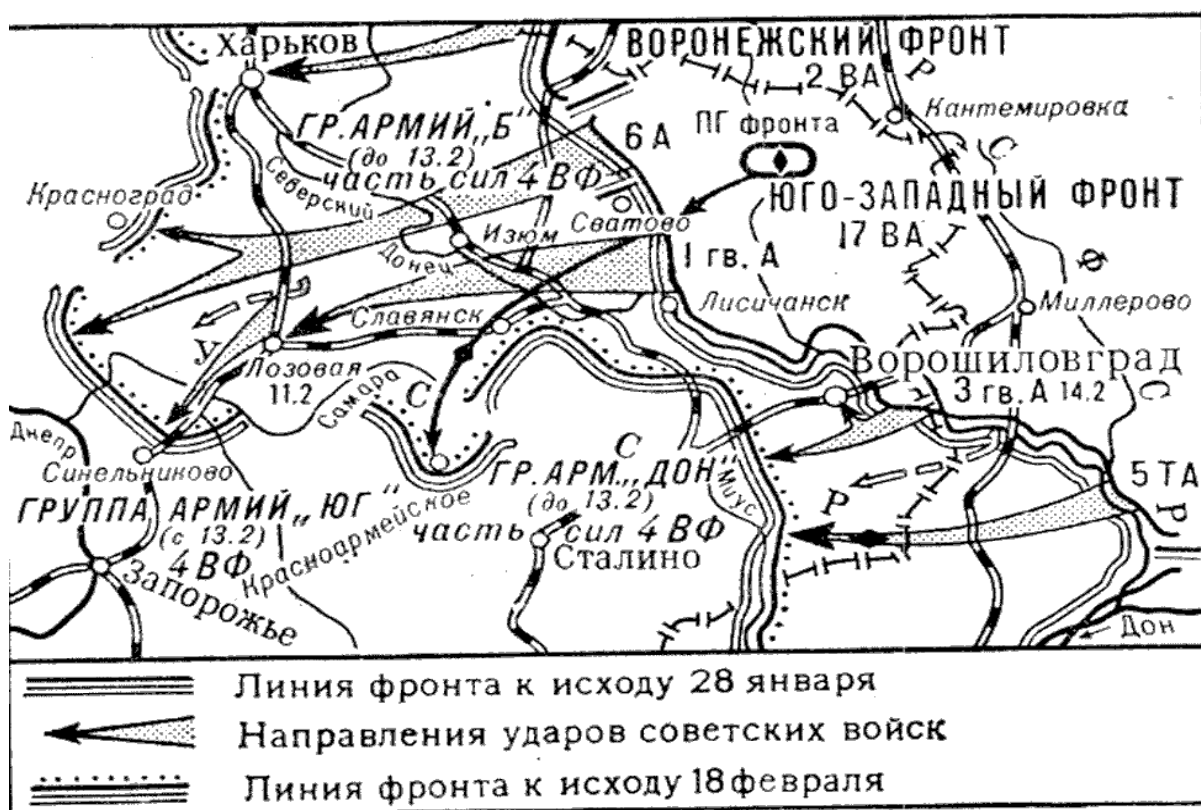 Харьков
ВОРОНЕЖСКИЙ ФРОНТ
2 ВА
Кантемировка
ГР. АРМИЙ „Б"
(до 13.2)
часть сил 4 ВФ
6 А
ПГ фронта
Северский
Донец
Красноград
Изюм
Сватово
ЮГО-ЗАПАДНЫЙ ФРОНТ
17 ВА
1 гв. А
Славянск
Лисичанск
Миллерово
Лозовая
11.2
Самара
Ворошиловград
3 гв. А 14.2
Днепр
Синельниково
ГР. АРМ. „ДОН"
(до 13.2)
часть сил 4 ВФ
Миус
5 ТА
ГРУППА АРМИЙ „ЮГ"
(с 13.2)
4 ВФ
Красноармейское
Сталино
Запорожье
Дон
У
С
С
Р
Р
С
Ф
С
Р
Линия фронта к исходу 28 января
Направления ударов советских войск
Линия фронта к исходу 18 февраля